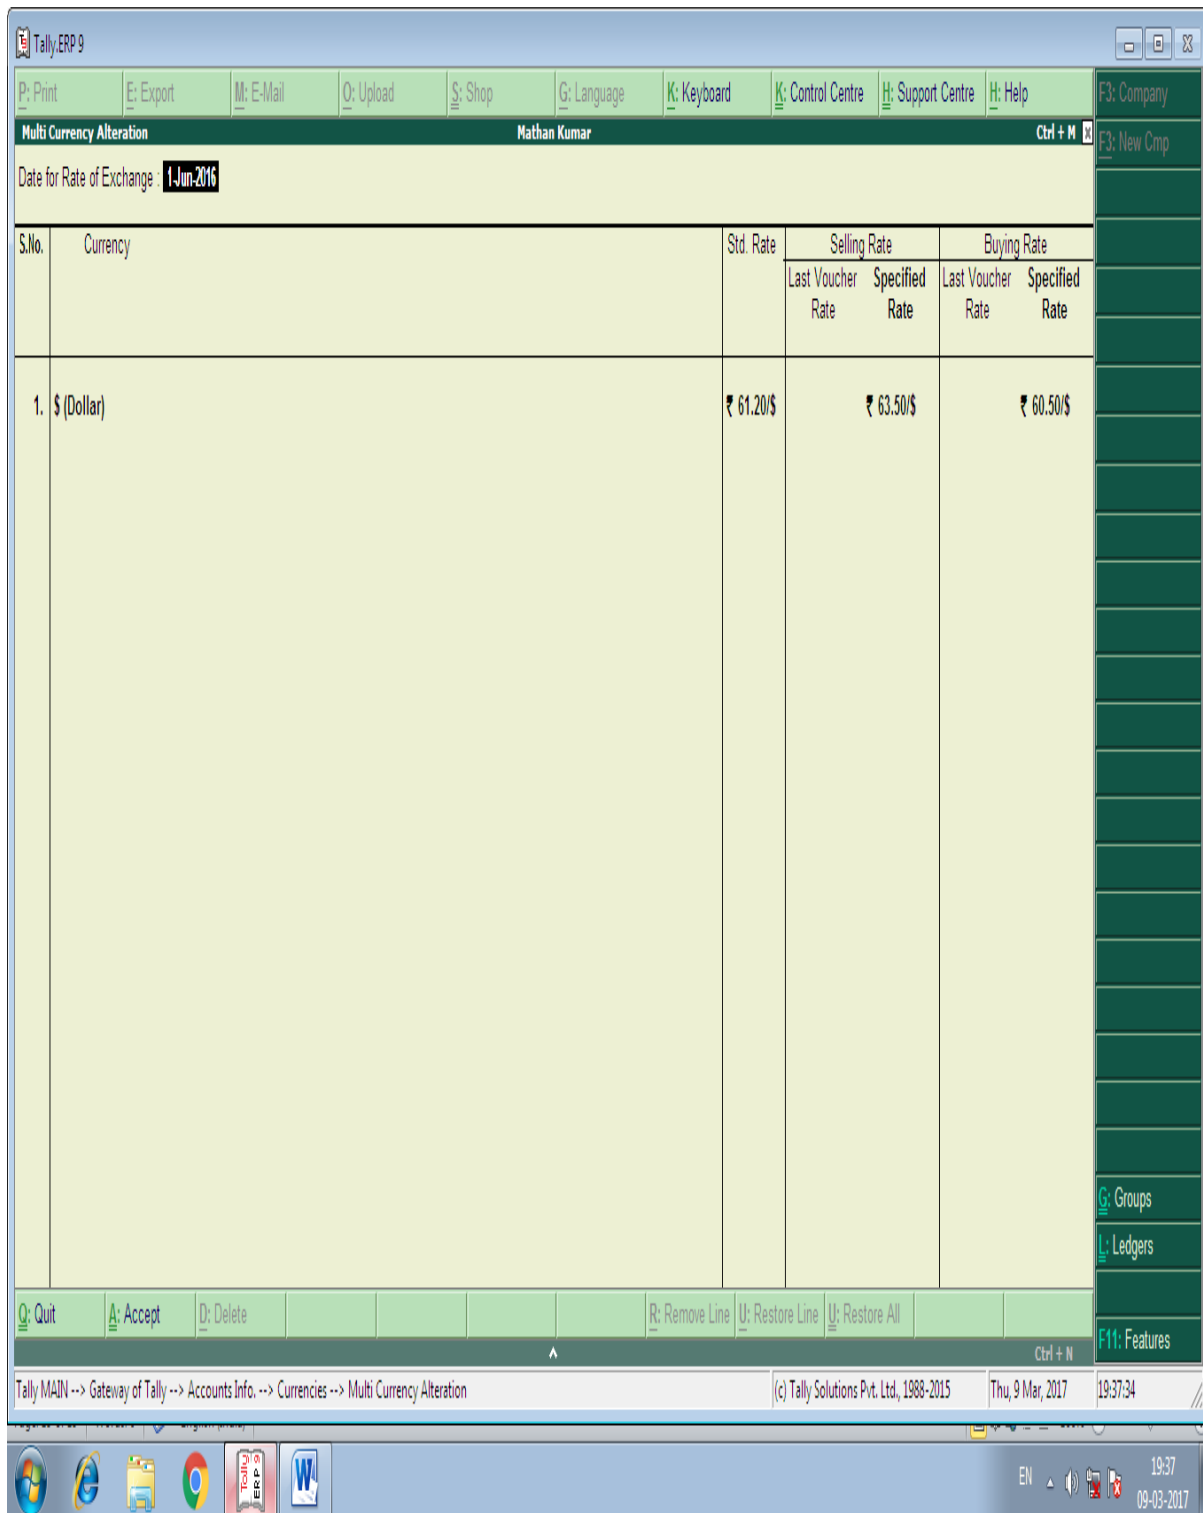 Tally.ERP 9
P: Print E: Export M: E-Mail O: Upload S: Shop G: Language K: Keyboard K: Control Centre H: Support Centre H: Help
F3: Company
Multi Currency Alteration Mathan Kumar Ctrl + M
F3: New Cmp
Date for Rate of Exchange : 1-Jun-2016
S.No. Currency Std. Rate Selling Rate Buying Rate
Last Voucher Specified Last Voucher Specified
Rate Rate Rate Rate
1. $ (Dollar) ₹ 61.20/$ ₹ 63.50/$ ₹ 60.50/$
G: Groups
L: Ledgers
Q: Quit A: Accept D: Delete R: Remove Line U: Restore Line U: Restore All
F11: Features
Ctrl + N
Tally MAIN --> Gateway of Tally --> Accounts Info. --> Currencies --> Multi Currency Alteration (c) Tally Solutions Pvt. Ltd., 1988-2015 Thu, 9 Mar, 2017 19:37:34
Tally ERP 9
W
EN 19:37
09-03-2017